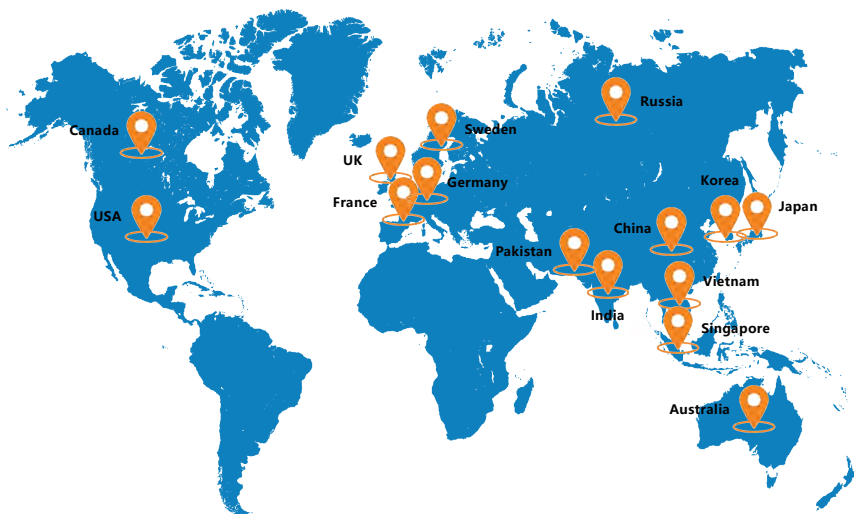 Russia
Canada
Sweden
UK
Germany
Korea
France
Japan
USA
China
Pakistan
Vietnam
India
Singapore
Australia